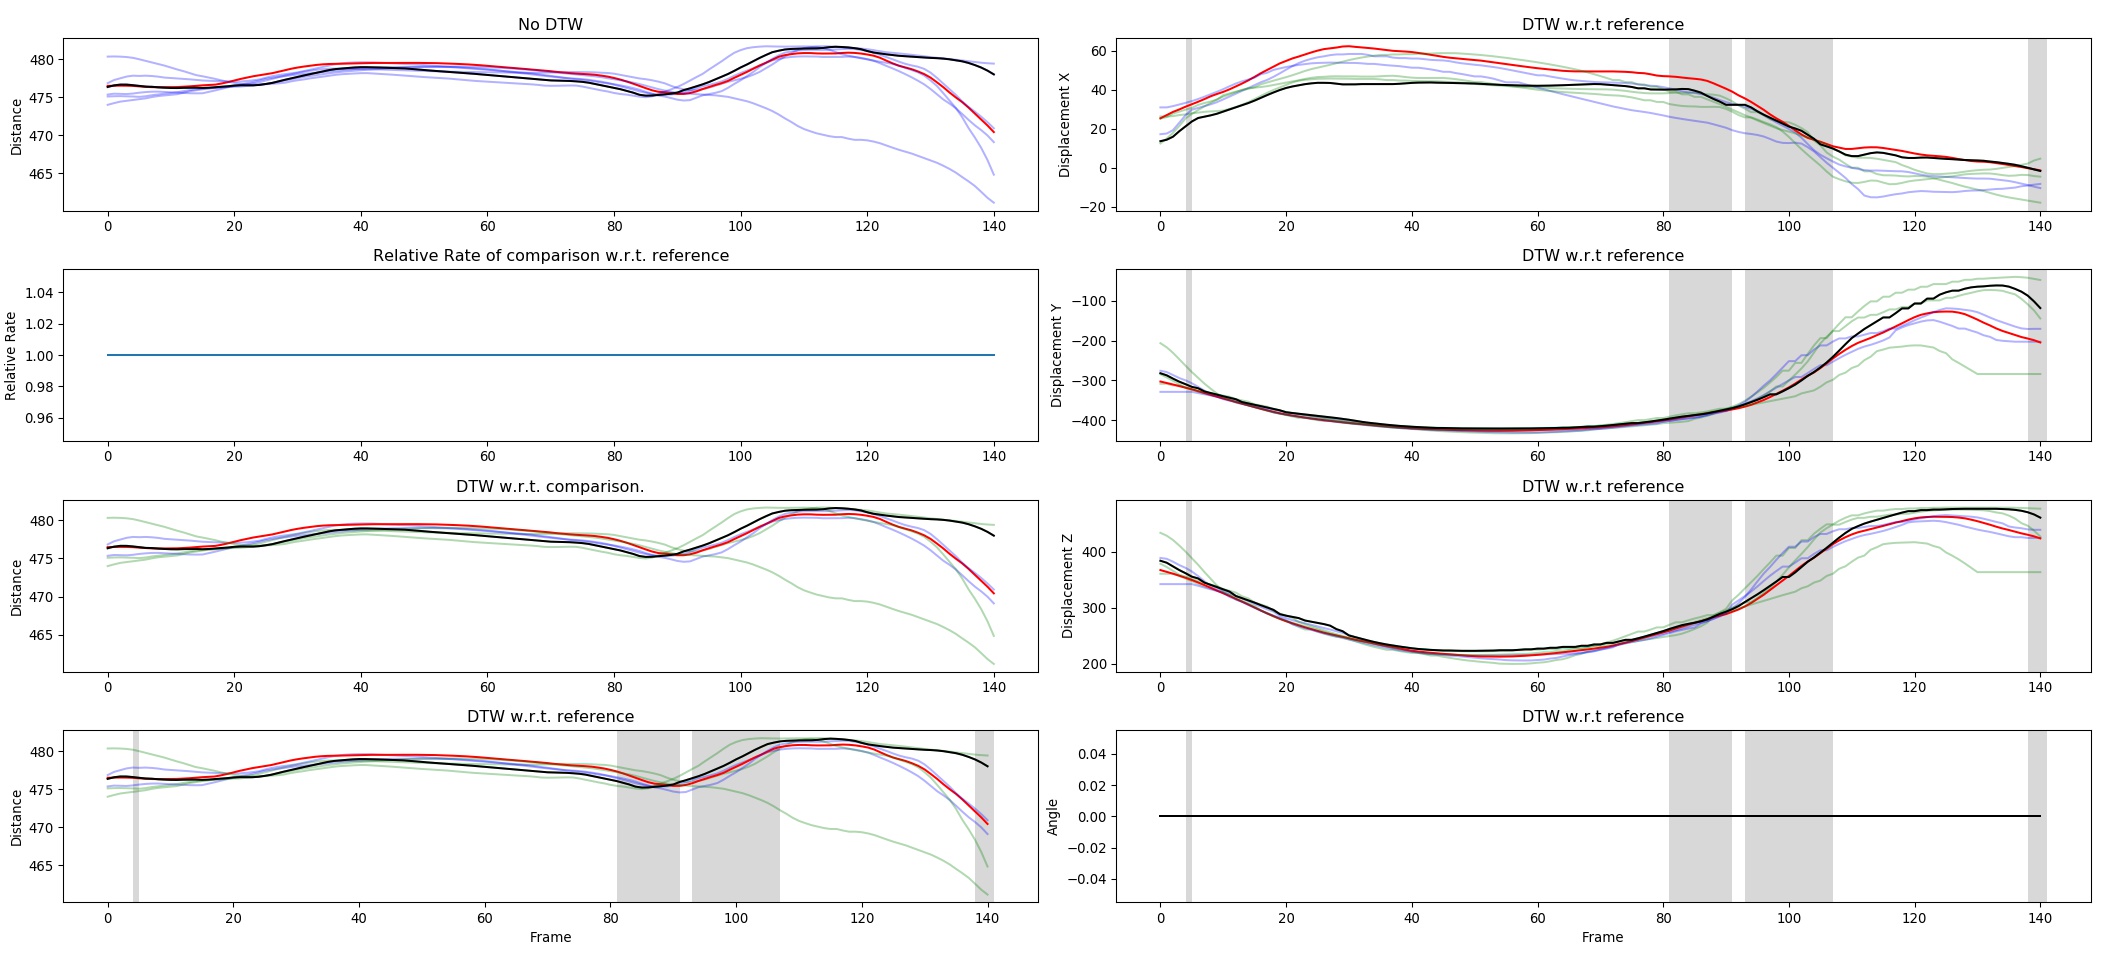 No DTW
Distance
480
475
470
465
0 20 40 60 80 100 120 140
Relative Rate of comparison w.r.t. reference
Relative Rate
1.04
1.02
1.00
0.98
0.96
0 20 40 60 80 100 120 140
DTW w.r.t. comparison.
Distance
480
475
470
465
0 20 40 60 80 100 120 140
DTW w.r.t. reference
Distance
480
475
470
465
0 20 40 60 80 100 120 140
Frame
DTW w.r.t reference
Displacement X
60
40
20
0
−20
0 20 40 60 80 100 120 140
DTW w.r.t reference
Displacement Y
−100
−200
−300
−400
0 20 40 60 80 100 120 140
DTW w.r.t reference
Displacement Z
400
300
200
0 20 40 60 80 100 120 140
DTW w.r.t reference
Angle
0.04
0.02
0.00
−0.02
−0.04
0 20 40 60 80 100 120 140
Frame